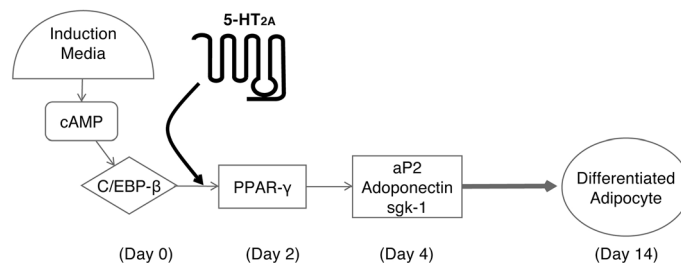 5-HT2A
Induction
Media
cAMP
C/EBP-β
PPAR-γ
aP2
Adoponectin
sgk-1
Differentiated
Adipocyte
(Day 0)
(Day 2)
(Day 4)
(Day 14)